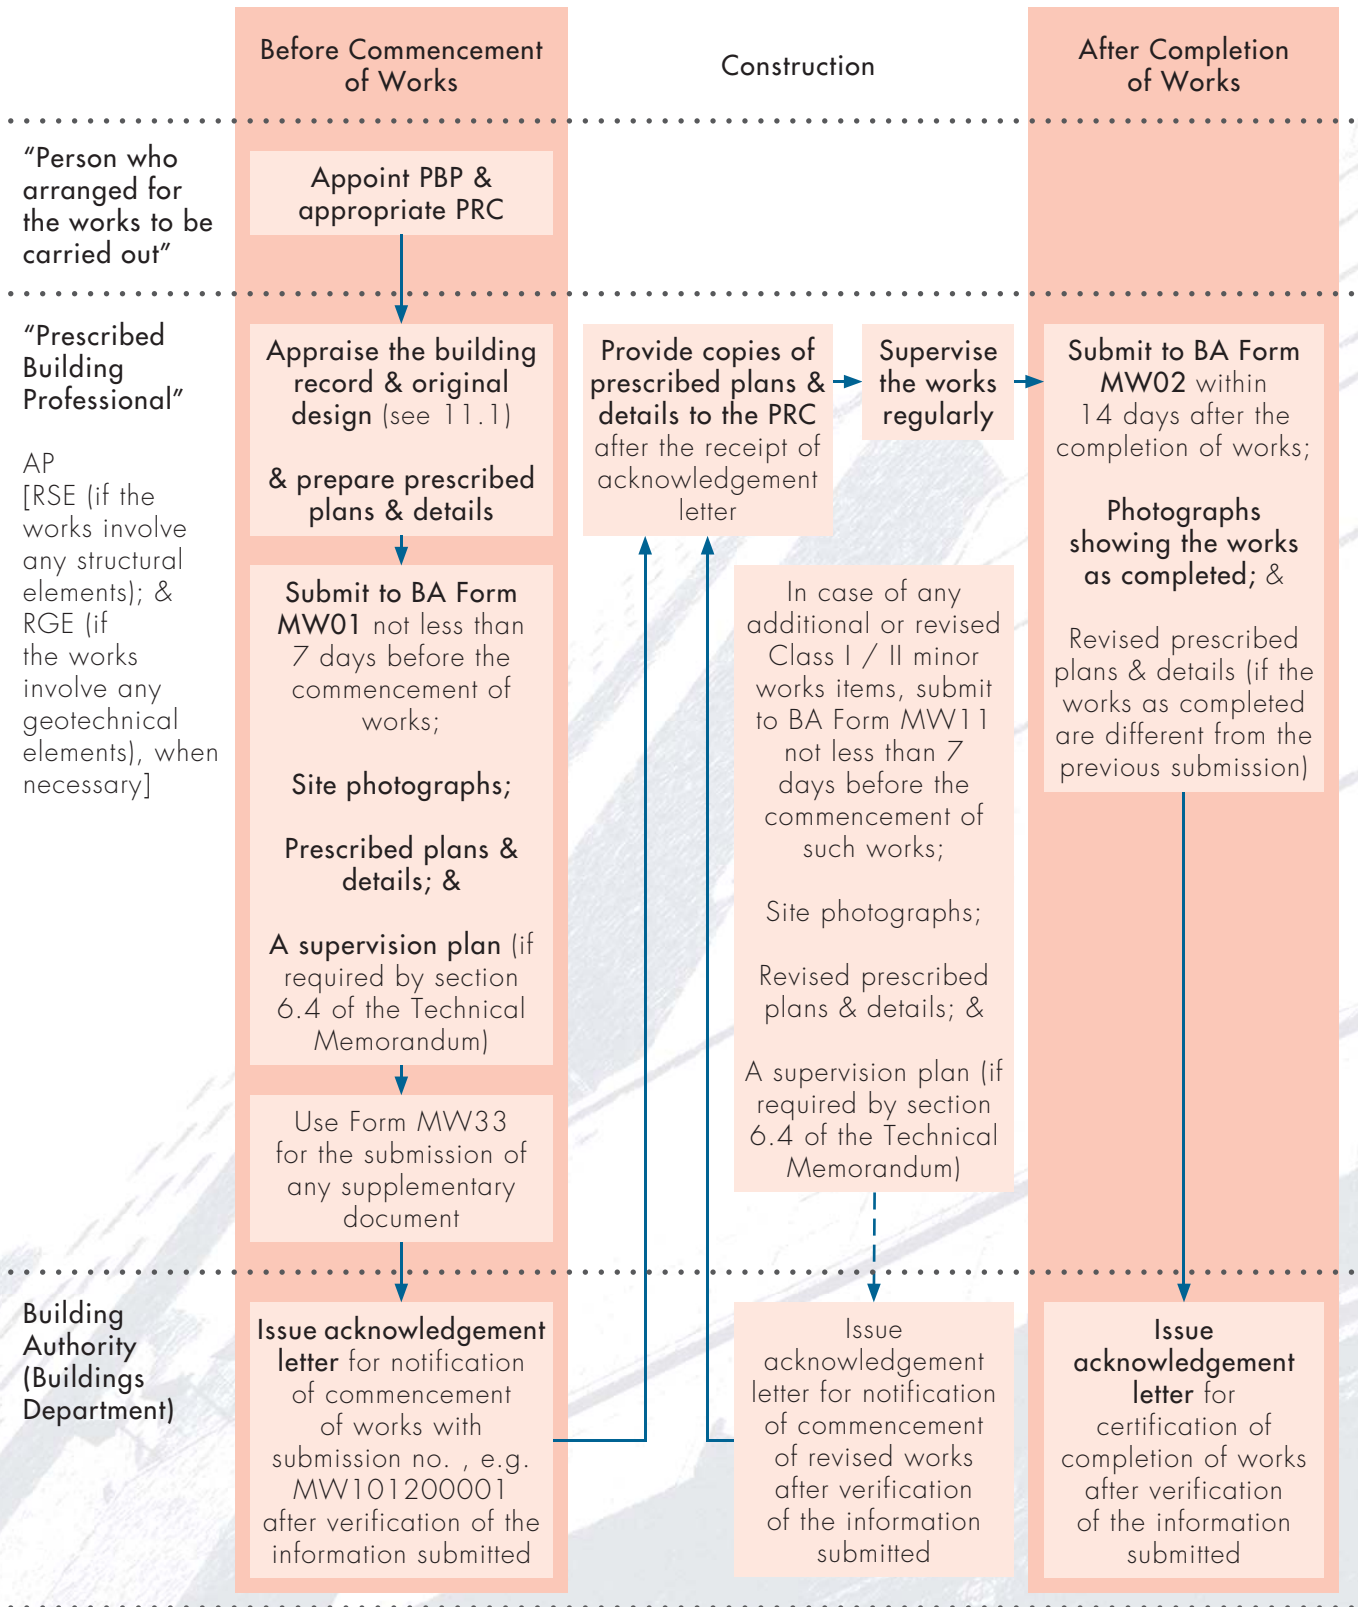 Before Commencement
of Works
Construction
After Completion
of Works
“Person who
arranged for
the works to be
carried out”
Appoint PBP &
appropriate PRC
“Prescribed
Building
Professional”
AP
[RSE (if the
works involve
any structural
elements); &
RGE (if
the works
involve any
geotechnical
elements), when
necessary]
Appraise the building
record & original
design (see 11.1)
& prepare prescribed
plans & details
Submit to BA Form
MW01 not less than
7 days before the
commencement of
works;
Site photographs;
Prescribed plans &
details; &
A supervision plan (if
required by section
6.4 of the Technical
Memorandum)
Use Form MW33
for the submission of
any supplementary
document
Provide copies of
prescribed plans &
details to the PRC
after the receipt of
acknowledgement
letter
Supervise
the works
regularly
In case of any
additional or revised
Class I / II minor
works items, submit
to BA Form MW11
not less than 7
days before the
commencement of
such works;
Site photographs;
Revised prescribed
plans & details; &
A supervision plan (if
required by section
6.4 of the Technical
Memorandum)
Submit to BA Form
MW02 within
14 days after the
completion of works;
Photographs
showing the works
as completed; &
Revised prescribed
plans & details (if the
works as completed
are different from the
previous submission)
Building
Authority
(Buildings
Department)
Issue acknowledgement
letter for notification
of commencement
of works with
submission no. , e.g.
MW101200001
after verification of the
information submitted
Issue
acknowledgement
letter for notification
of commencement
of revised works
after verification
of the information
submitted
Issue
acknowledgement
letter for
certification of
completion of works
after verification
of the information
submitted